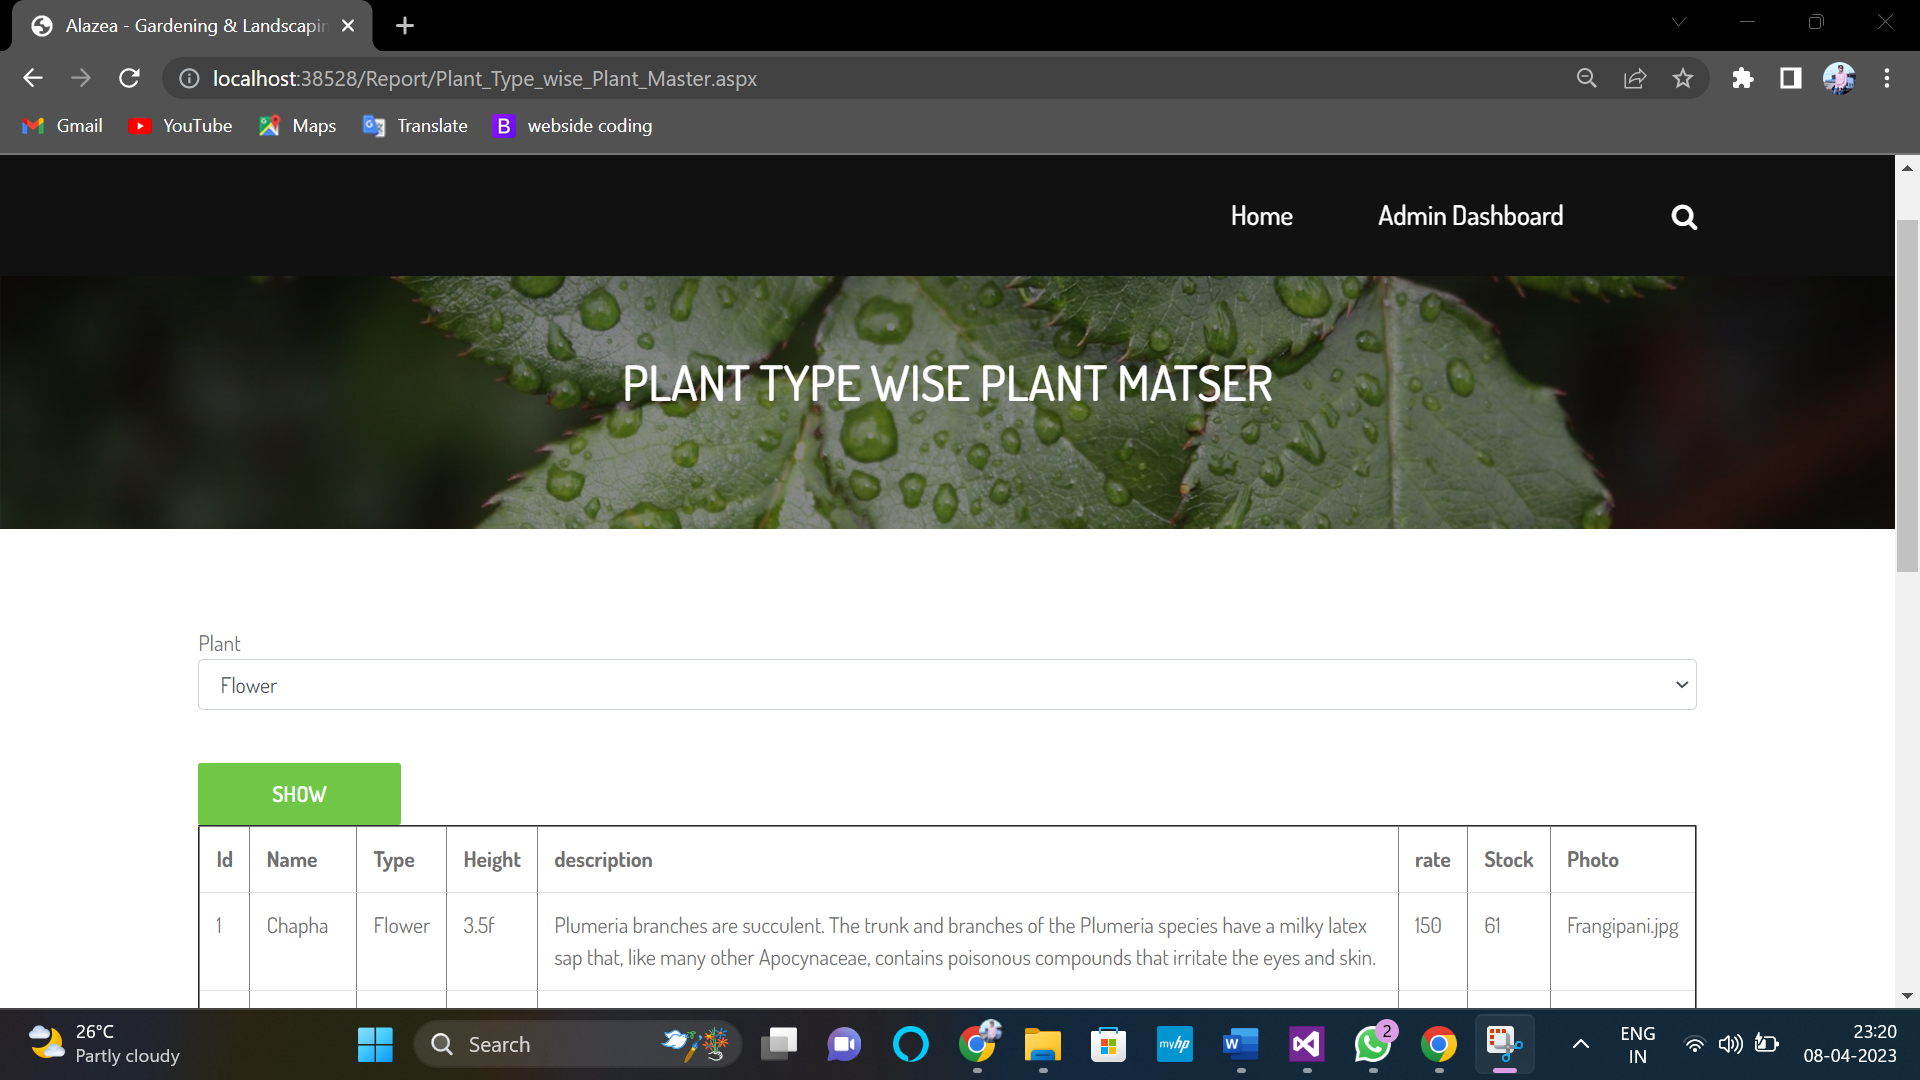 Alazea - Gardening & Landscapin
localhost:38528/Report/Plant_Type_wise_Plant_Master.aspx
Gmail YouTube Maps Translate B webside coding
Home Admin Dashboard
PLANT TYPE WISE PLANT MATSER
Plant
Flower
SHOW
Id Name Type Height description rate Stock Photo
1 Chapha Flower 3.5f Plumeria branches are succulent. The trunk and branches of the Plumeria species have a milky latex 150 61 Frangipani.jpg
sap that, like many other Apocynaceae, contains poisonous compounds that irritate the eyes and skin.
26°C
Partly cloudy
Search
myhp
W
2
ENG
IN
23:20
08-04-2023